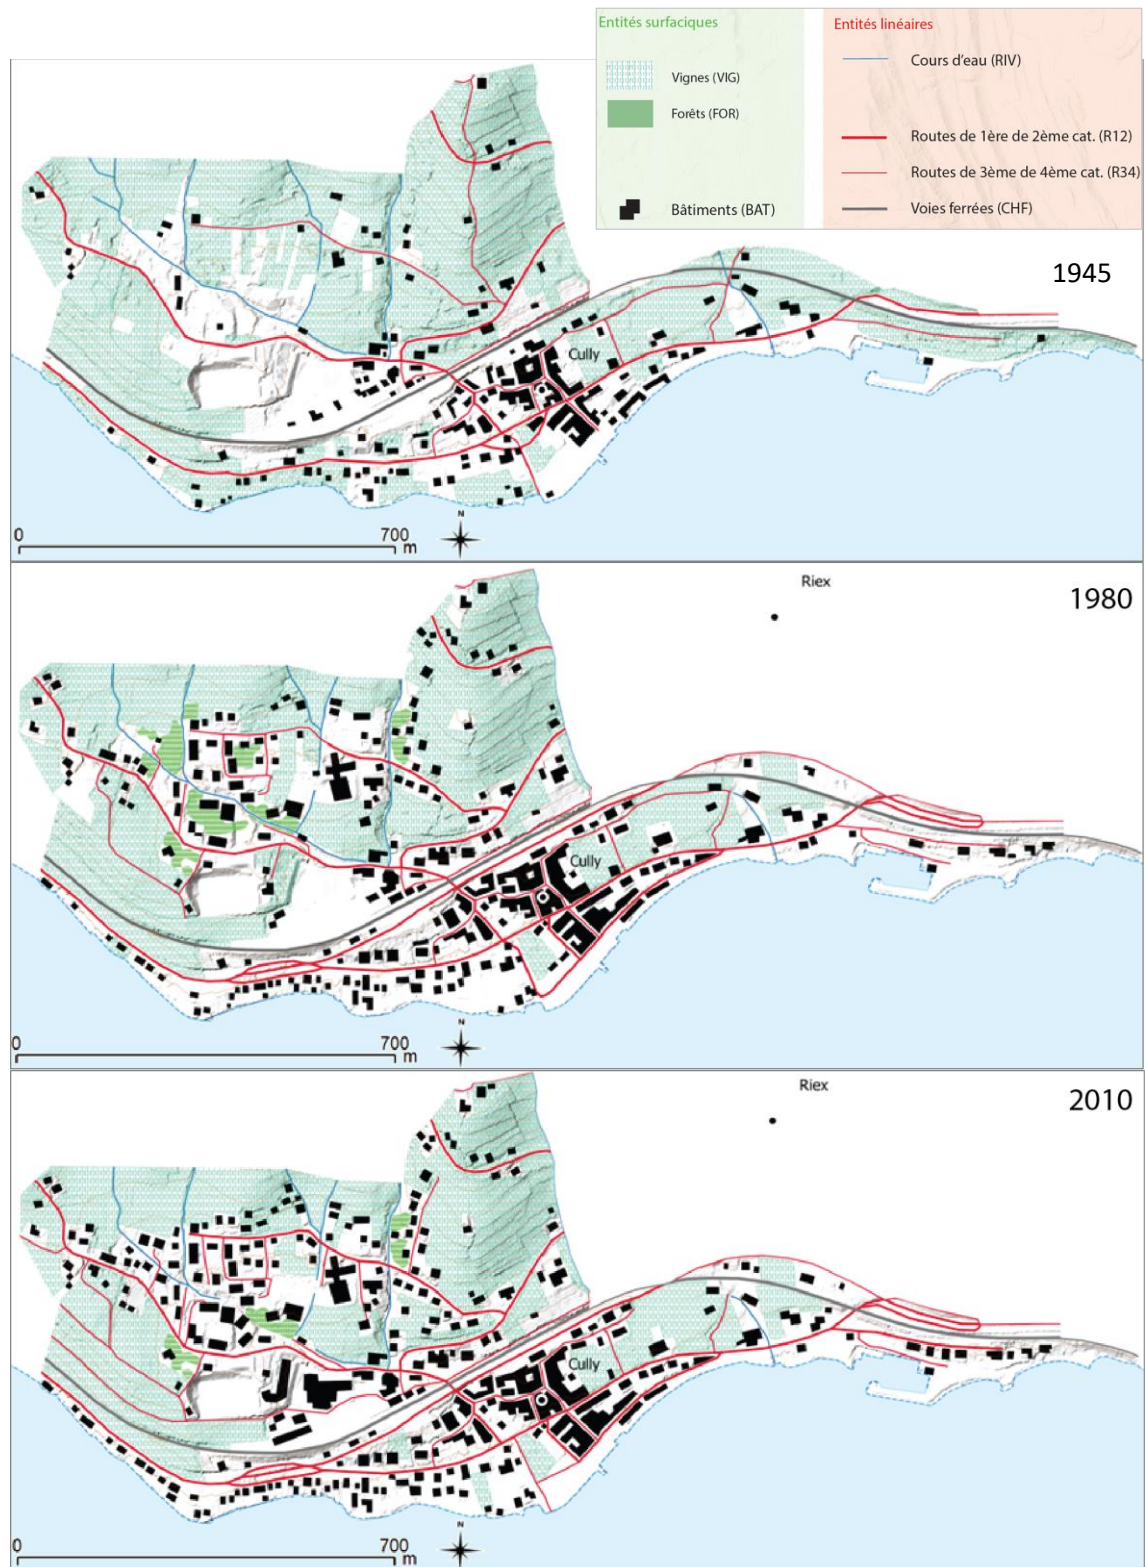 Entités surfaciques
Vignes (VIG)
Forêts (FOR)
Bâtiments (BAT)
Entités linéaires
Cours d'eau (RIV)
Routes de 1ère de 2ème cat. (R12)
Routes de 3ème de 4ème cat. (R34)
Voies ferrées (CHF)
1945
Cully
0
700
m
N
Riex
1980
Cully
0
700
m
N
Riex
2010
Cully
0
700
m
N